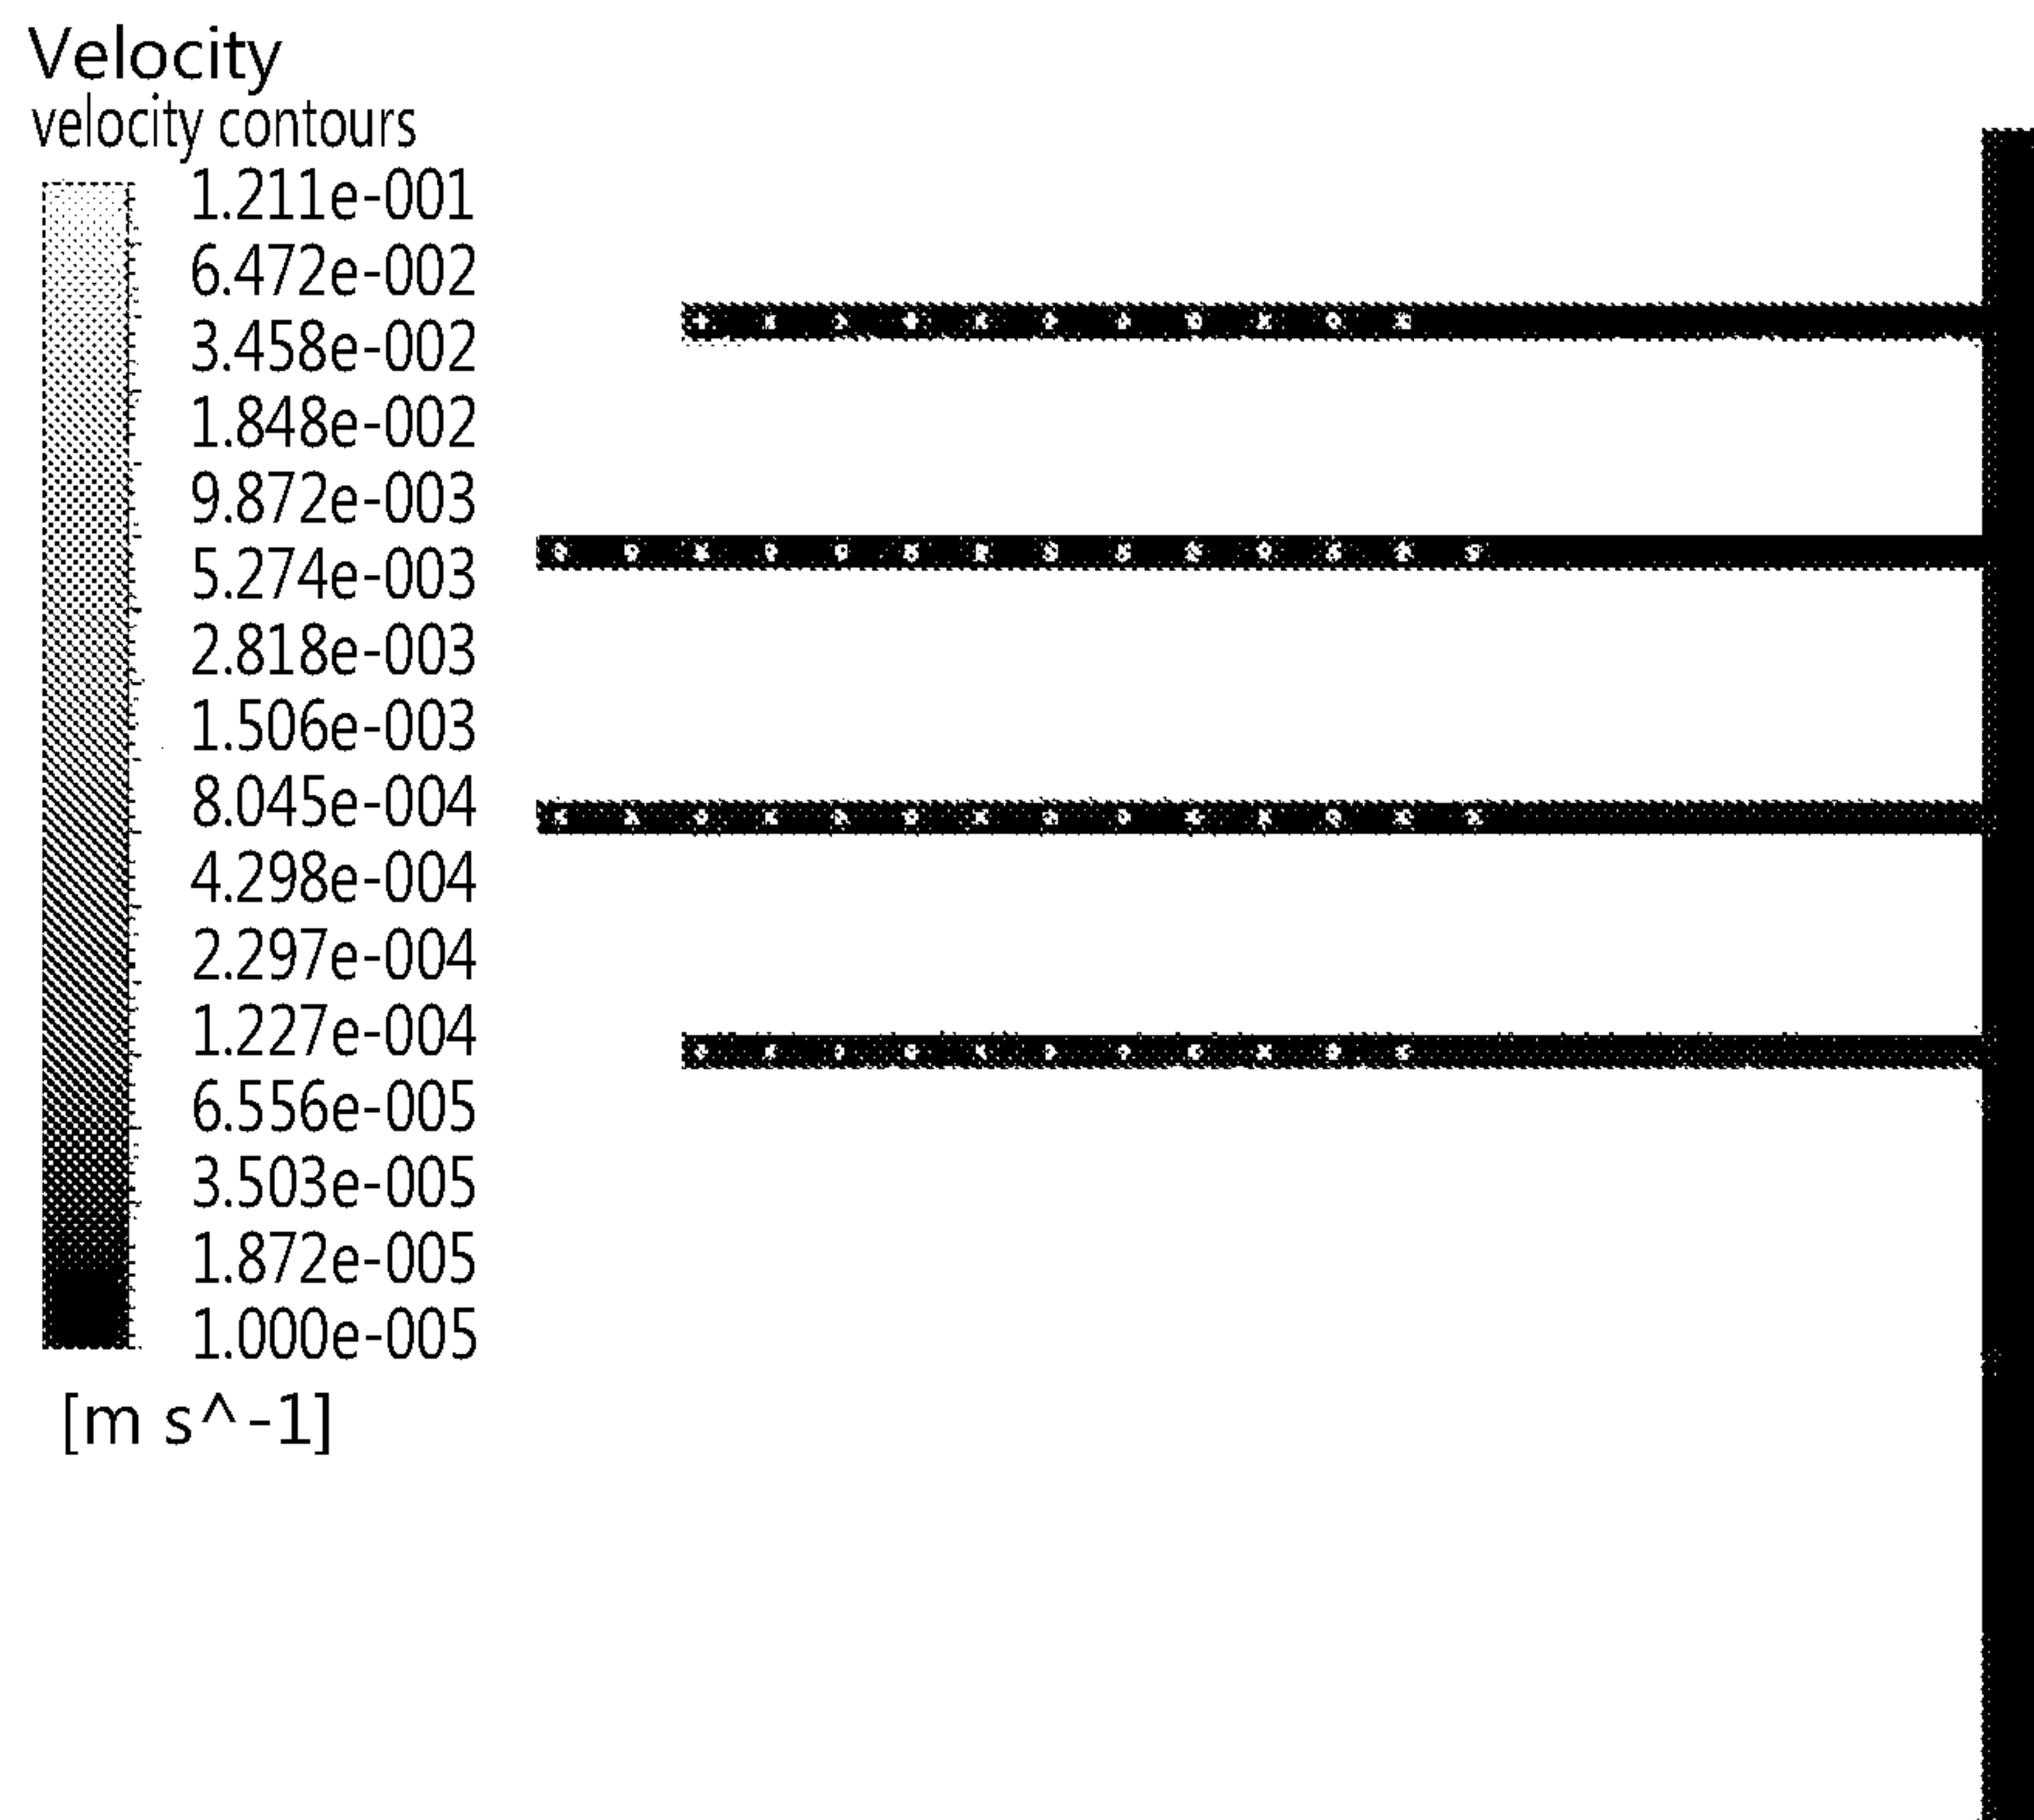 Velocity
velocity contours
1.211e-001
6.472e-002
3.458e-002
1.848e-002
9.872e-003
5.274e-003
2.818e-003
1.506e-003
8.045e-004
4.298e-004
2.297e-004
1.227e-004
6.556e-005
3.503e-005
1.872e-005
1.000e-005
[m s^-1]